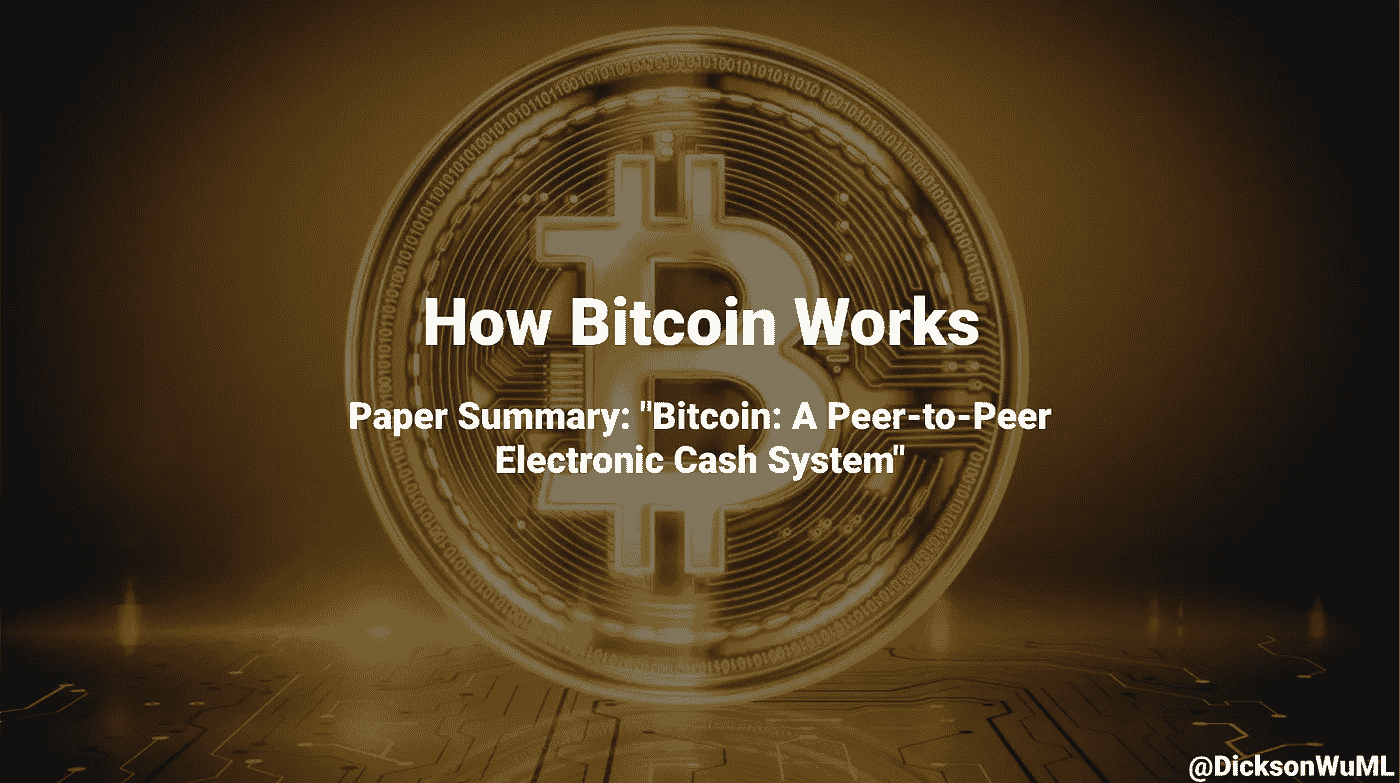 How Bitcoin Works
Paper Summary: "Bitcoin: A Peer-to-Peer
Electronic Cash System"
@DicksonWuML